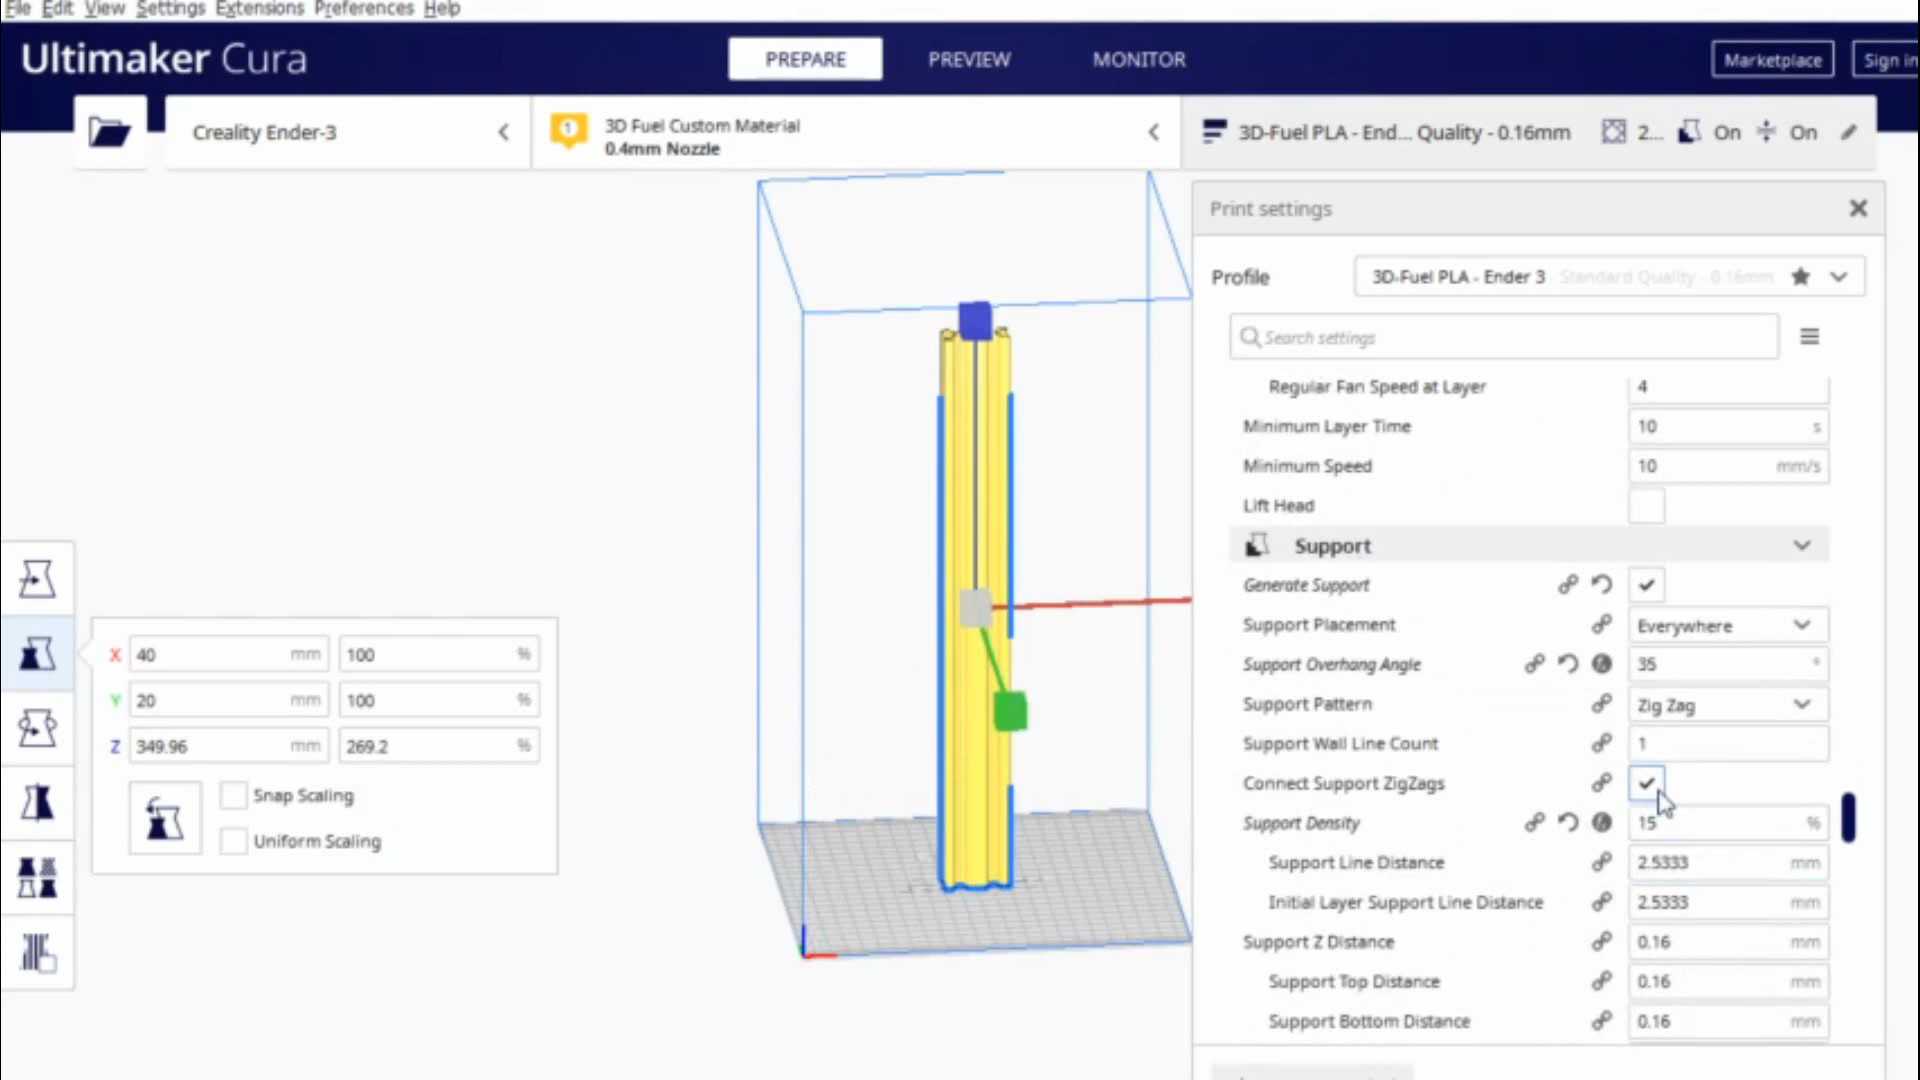 File Edit View Settings Extensions Preferences Help
Ultimaker Cura
PREPARE PREVIEW MONITOR
Marketplace Sign in
Creality Ender-3
1
3D Fuel Custom Material
0.4mm Nozzle
3D-Fuel PLA - End... Quality - 0.16mm 2... On On
Print settings
Profile 3D-Fuel PLA - Ender 3 Standard Quality - 0.16mm
Search settings
Regular Fan Speed at Layer 4
Minimum Layer Time 10 s
Minimum Speed 10 mm/s
Lift Head
Support
Generate Support
Support Placement Everywhere
Support Overhang Angle 35 °
Support Pattern Zig Zag
Support Wall Line Count 1
Connect Support ZigZags
Support Density 15 %
Support Line Distance 2.5333 mm
Initial Layer Support Line Distance 2.5333 mm
Support Z Distance 0.16 mm
Support Top Distance 0.16 mm
Support Bottom Distance 0.16 mm
X 40 mm 100 %
Y 20 mm 100 %
Z 349.96 mm 269.2 %
Snap Scaling
Uniform Scaling